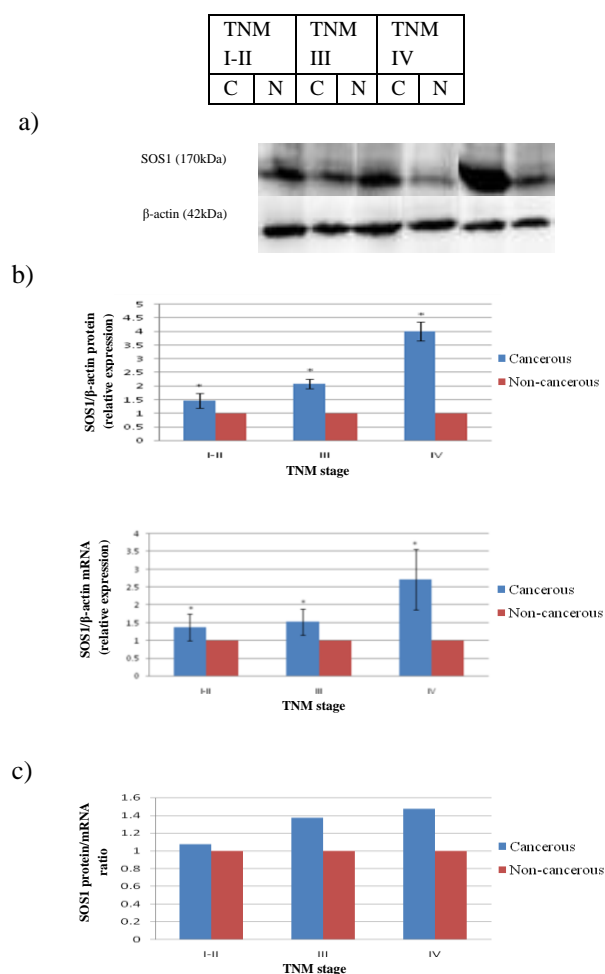 TNM TNM TNM
I-II III IV
C N C N C N
a)
SOS1 (170kDa)
β-actin (42kDa)
b)
SOS1/β-actin protein
(relative expression)
5
4.5
4
3.5
3
2.5
2
1.5
1
0.5
0
*
*
*
I-II III IV
TNM stage
Cancerous
Non-cancerous
SOS1/β-actin mRNA
(relative expression)
4
3.5
3
2.5
2
1.5
1
0.5
0
*
*
*
I-II III IV
TNM stage
Cancerous
Non-cancerous
c)
SOS1 protein/mRNA
ratio
1.6
1.4
1.2
1
0.8
0.6
0.4
0.2
0
I-II III IV
TNM stage
Cancerous
Non-cancerous